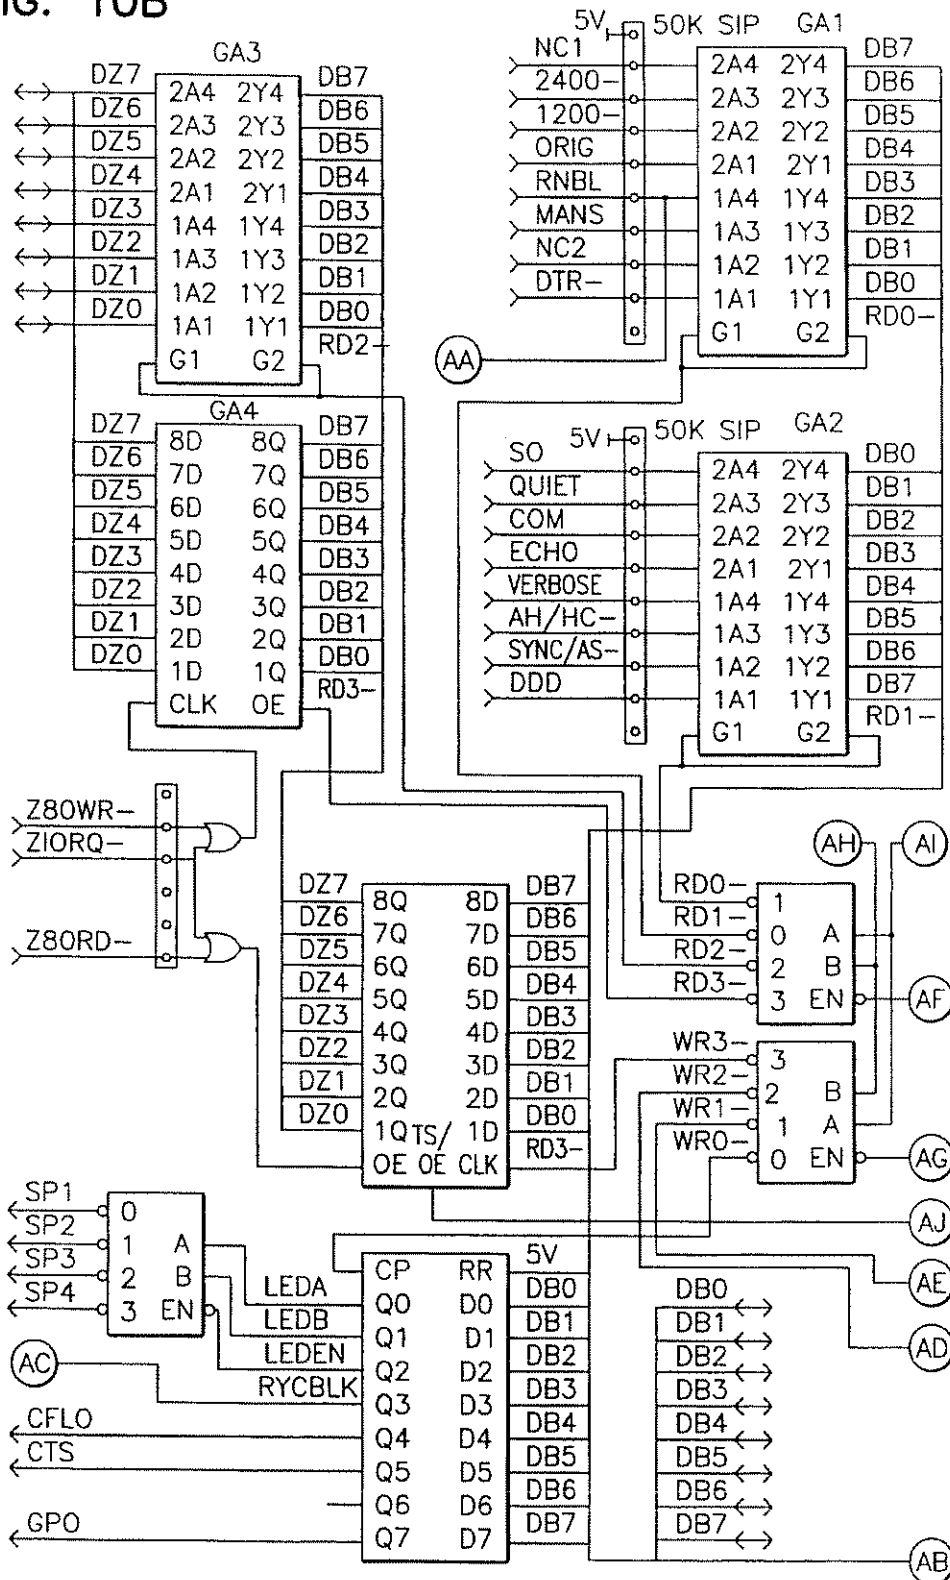 FIG. 10B
GA3
DZ7 2A4 2Y4 DB7
DZ6 2A3 2Y3 DB6
DZ5 2A2 2Y2 DB5
DZ4 2A1 2Y1 DB4
DZ3 1A4 1Y4 DB3
DZ2 1A3 1Y3 DB2
DZ1 1A2 1Y2 DB1
DZ0 1A1 1Y1 DB0
G1 G2 RD2-
5V 50K SIP GA1
NC1 2A4 2Y4 DB7
2400- 2A3 2Y3 DB6
1200- 2A2 2Y2 DB5
ORIG 2A1 2Y1 DB4
RNBL 1A4 1Y4 DB3
MANS 1A3 1Y3 DB2
NC2 1A2 1Y2 DB1
DTR- 1A1 1Y1 DB0
G1 G2 RD0-
AA
GA4
DZ7 8D 8Q DB7
DZ6 7D 7Q DB6
DZ5 6D 6Q DB5
DZ4 5D 5Q DB4
DZ3 4D 4Q DB3
DZ2 3D 3Q DB2
DZ1 2D 2Q DB1
DZ0 1D 1Q DB0
CLK OE RD3-
5V 50K SIP GA2
SO 2A4 2Y4 DB0
QUIET 2A3 2Y3 DB1
COM 2A2 2Y2 DB2
ECHO 2A1 2Y1 DB3
VERBOSE 1A4 1Y4 DB4
AH/HC- 1A3 1Y3 DB5
SYNC/AS- 1A2 1Y2 DB6
DDD 1A1 1Y1 DB7
G1 G2 RD1-
Z80WR-
ZIORQ-
Z80RD-
AH AI
DZ7 8Q 8D DB7
DZ6 7Q 7D DB6
DZ5 6Q 6D DB5
DZ4 5Q 5D DB4
DZ3 4Q 4D DB3
DZ2 3Q 3D DB2
DZ1 2Q 2D DB1
DZ0 1Q TS/ 1D DB0
OE OE CLK RD3-
RD0- 1
RD1- 0 A
RD2- 2 B
RD3- 3 EN AF
WR3- 3
WR2- 2 B
WR1- 1 A
WR0- 0 EN AG
AJ
AE
AD
SP1 0
SP2 1 A
SP3 2 B
SP4 3 EN
AC
CP RR 5V
LEDA Q0 D0 DB0
LEDB Q1 D1 DB1
LEDEN Q2 D2 DB2
RYCBLK Q3 D3 DB3
CFLO Q4 D4 DB4
CTS Q5 D5 DB5
Q6 D6 DB6
GPO Q7 D7 DB7
DB0
DB1
DB2
DB3
DB4
DB5
DB6
DB7
AB